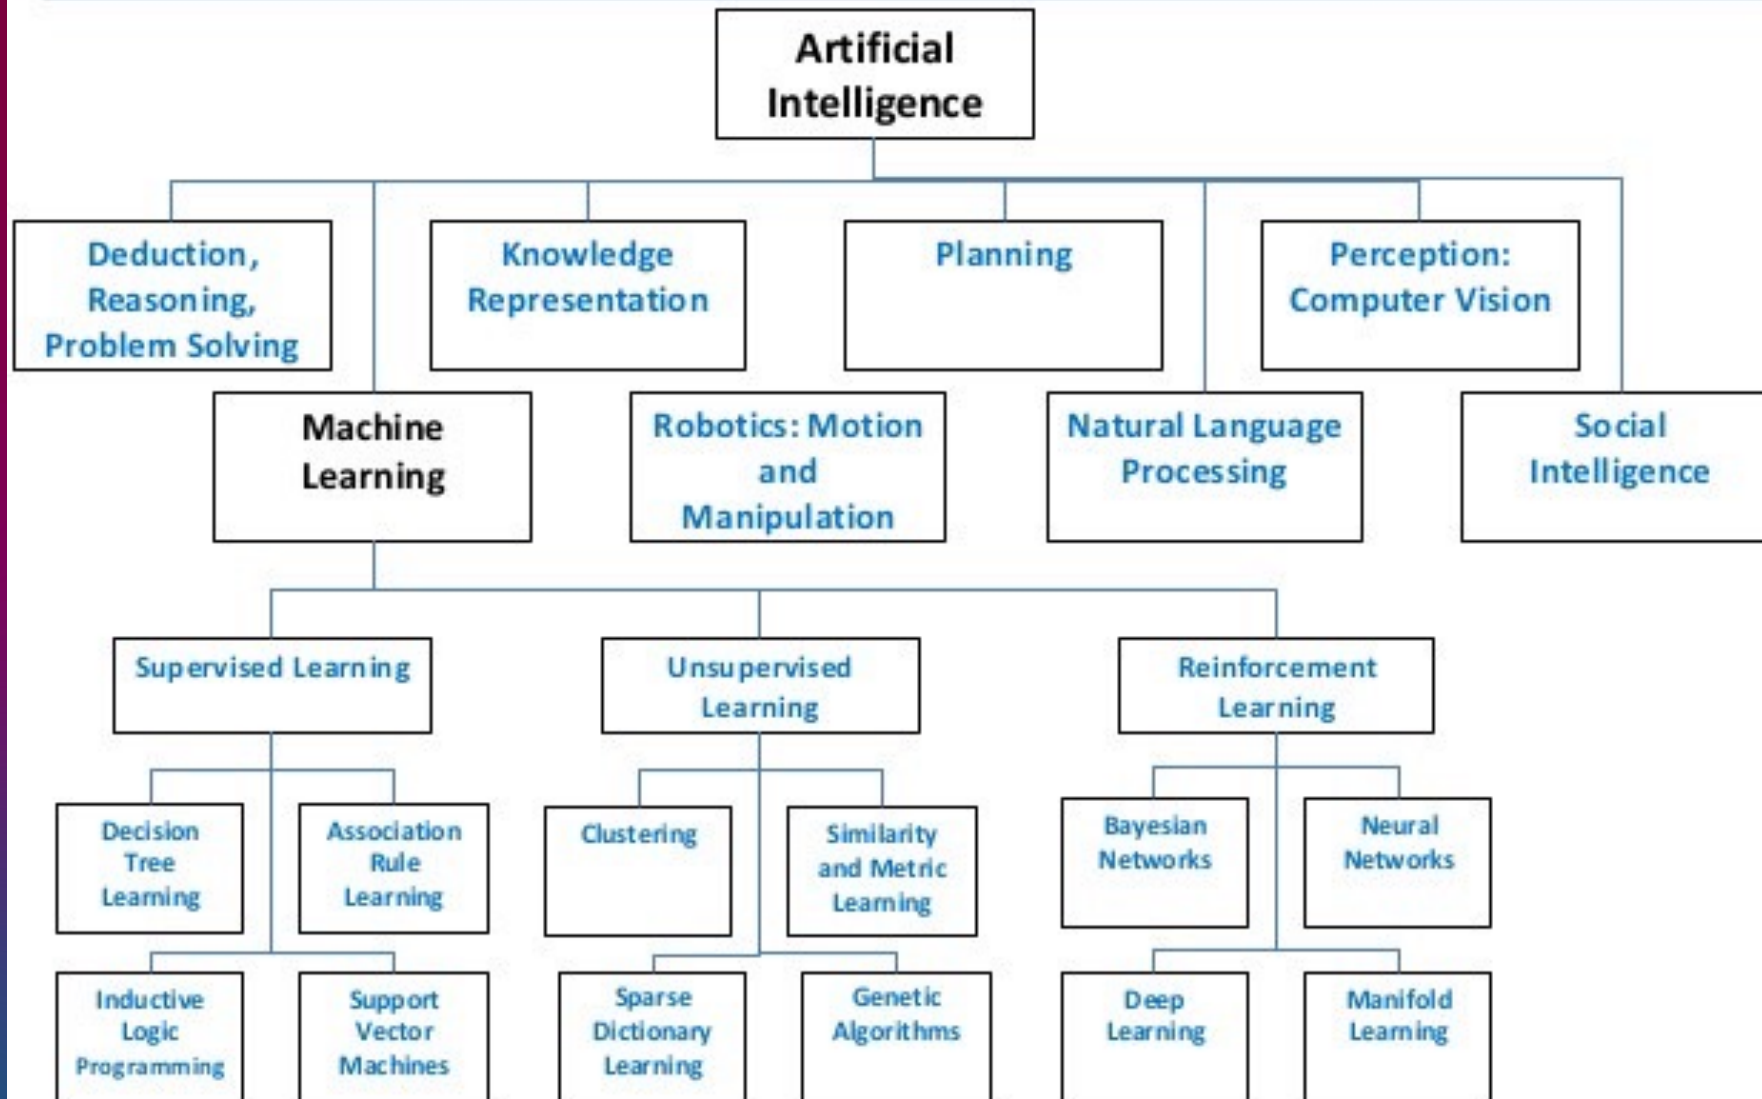 Artificial
Intelligence
Deduction,
Reasoning,
Problem Solving
Knowledge
Representation
Planning
Perception:
Computer Vision
Machine
Learning
Robotics: Motion
and
Manipulation
Natural Language
Processing
Social
Intelligence
Supervised Learning
Unsupervised
Learning
Reinforcement
Learning
Decision
Tree
Learning
Association
Rule
Learning
Clustering
Similarity
and Metric
Learning
Bayesian
Networks
Neural
Networks
Inductive
Logic
Programming
Support
Vector
Machines
Sparse
Dictionary
Learning
Genetic
Algorithms
Deep
Learning
Manifold
Learning